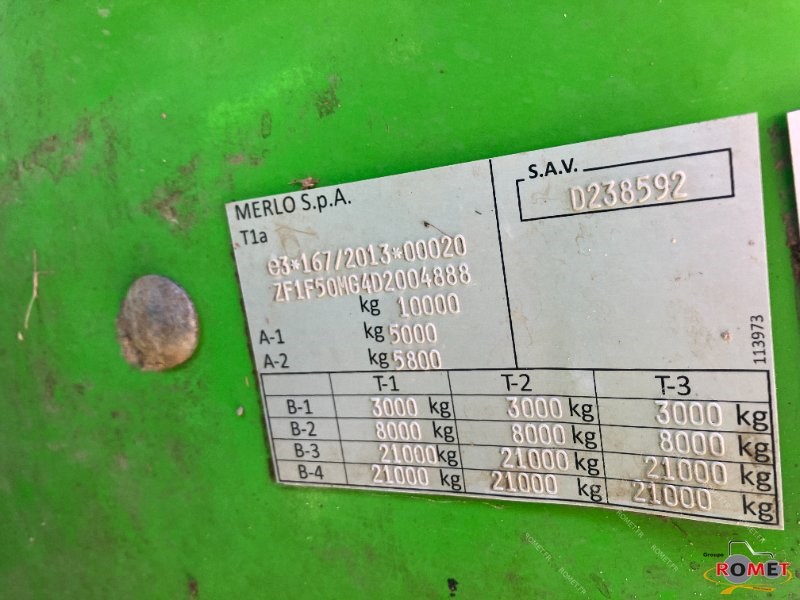 MERLO S.p.A.
T1a
e3*167/2013*00020
ZF1F50MG4D2004888
kg 10000
A-1 kg 5000
A-2 kg 5800
S.A.V.
D238592
113973
T-1 T-2 T-3
B-1 3000 kg 3000 kg 3000 kg
B-2 8000 kg 8000 kg 8000 kg
B-3 21000 kg 21000 kg 21000 kg
B-4 21000 kg 21000 kg 21000 kg
Groupe
ROMET